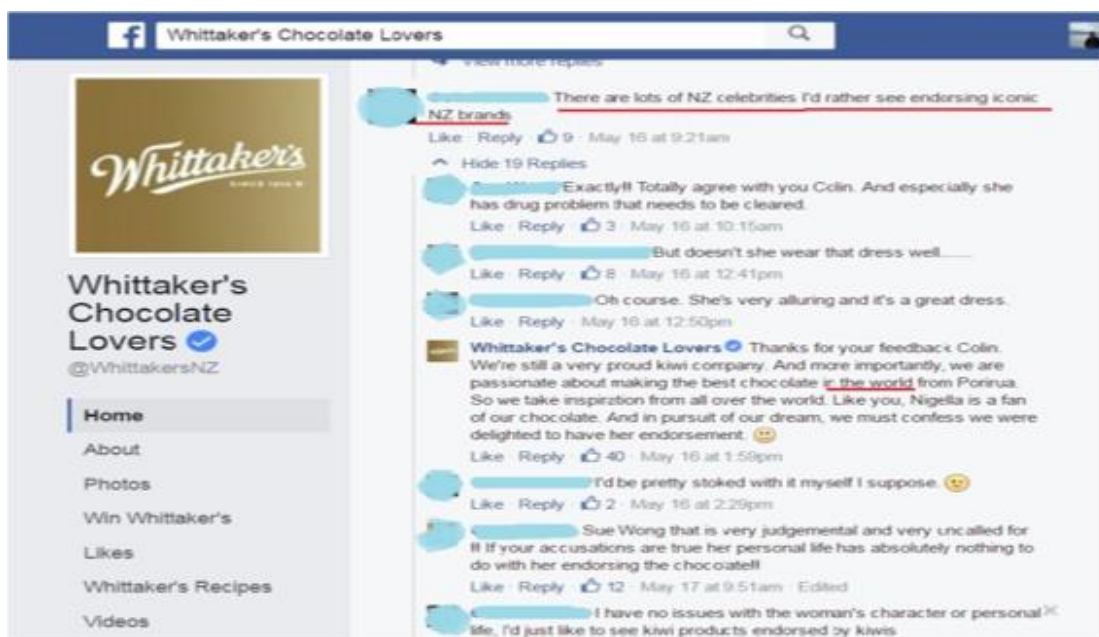 f Whittaker's Chocolate Lovers
View more replies
There are lots of NZ celebrities I'd rather see endorsing iconic
NZ brands
Like · Reply · 9 · May 16 at 9:21am
Hide 19 Replies
Exactly!! Totally agree with you Colin. And especially she
has drug problem that needs to be cleared.
Like · Reply · 3 · May 16 at 10:15am
But doesn't she wear that dress well......
Like · Reply · 8 · May 16 at 12:41pm
Oh course. She's very alluring and it's a great dress.
Like · Reply · May 16 at 12:50pm
Whittaker's Chocolate Lovers Thanks for your feedback Colin.
We're still a very proud kiwi company. And more importantly, we are
passionate about making the best chocolate in the world from Porirua.
So we take inspiration from all over the world. Like you, Nigella is a fan
of our chocolate. And in pursuit of our dream, we must confess we were
delighted to have her endorsement.
Like · Reply · 40 · May 16 at 1:59pm
I'd be pretty stoked with it myself I suppose.
Like · Reply · 2 · May 16 at 2:29pm
Sue Wong that is very judgemental and very uncalled for
!! If your accusations are true her personal life has absolutely nothing to
do with her endorsing the chocolate!!
Like · Reply · 12 · May 17 at 9:51am · Edited
I have no issues with the woman's character or personal
life, I'd just like to see kiwi products endorsed by kiwis
Whittaker's
SINCE 1896
Whittaker's
Chocolate
Lovers
@WhittakersNZ
Home
About
Photos
Win Whittaker's
Likes
Whittaker's Recipes
Videos